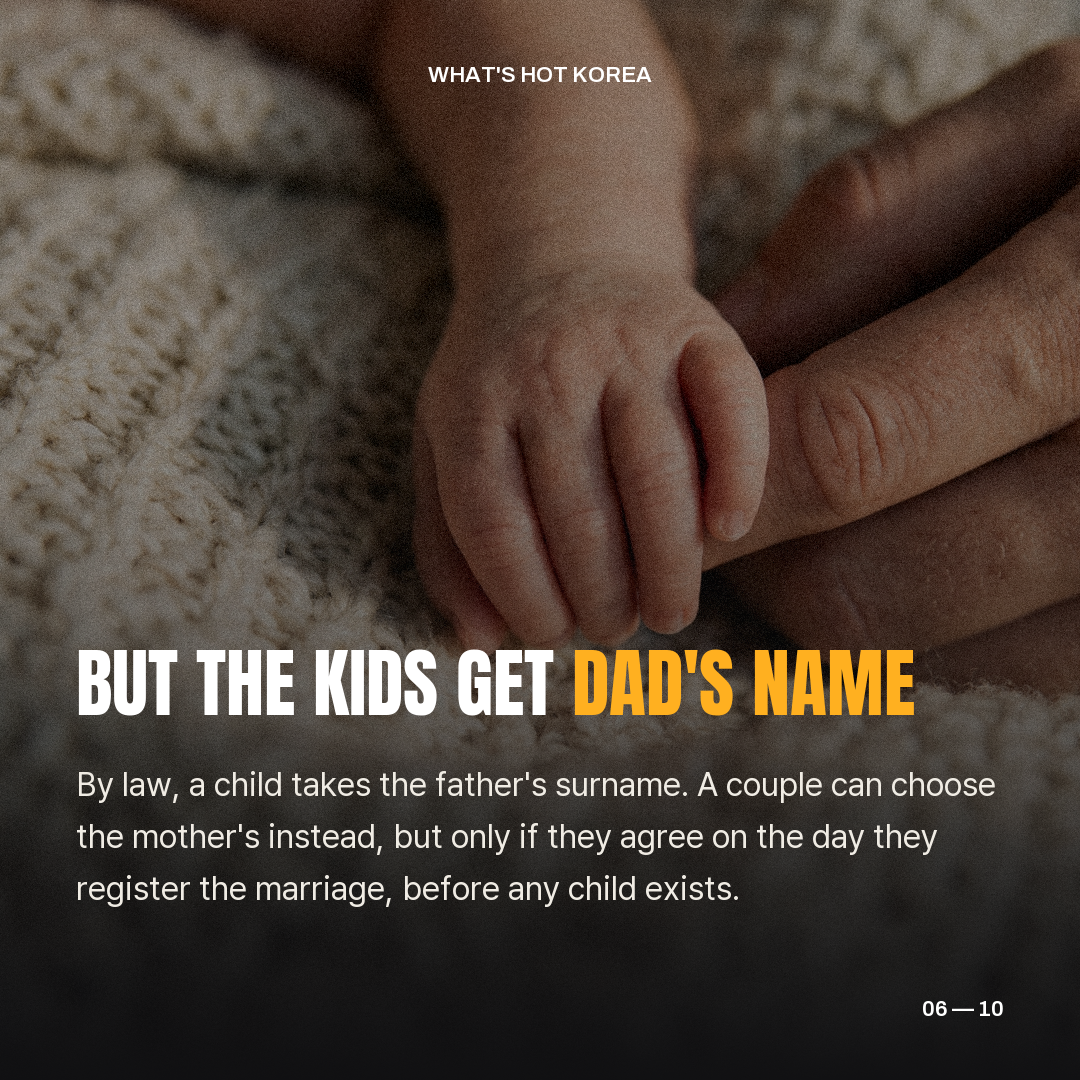 WHAT'S HOT KOREA
BUT THE KIDS GET DAD'S NAME
By law, a child takes the father's surname. A couple can choose
the mother's instead, but only if they agree on the day they
register the marriage, before any child exists.
06 — 10